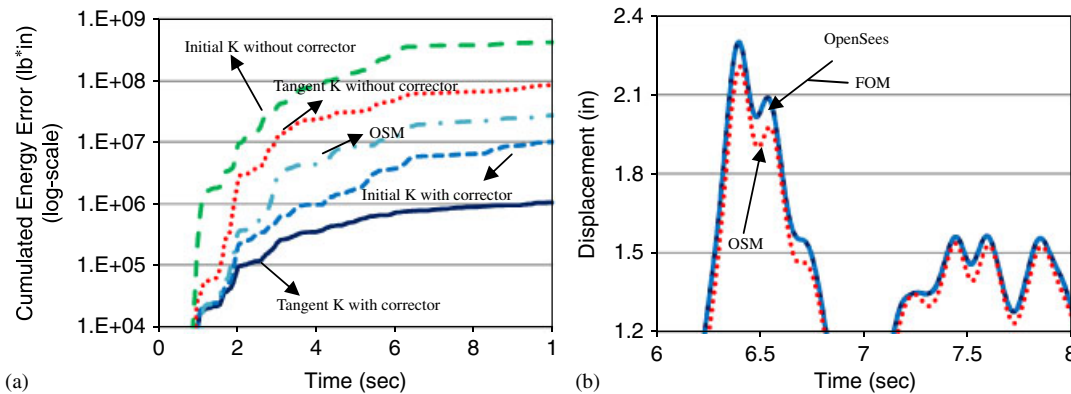 1.E+09
1.E+08
1.E+07
1.E+06
1.E+05
1.E+04
Cumulated Energy Error (lb*in)
(log-scale)
Initial K without corrector
Tangent K without corrector
OSM
Initial K with corrector
Tangent K with corrector
0 2 4 6 8 1
Time (sec)
(a)
2.4
2.1
1.8
1.5
1.2
Displacement (in)
OpenSees
FOM
OSM
6 6.5 7 7.5 8
Time (sec)
(b)